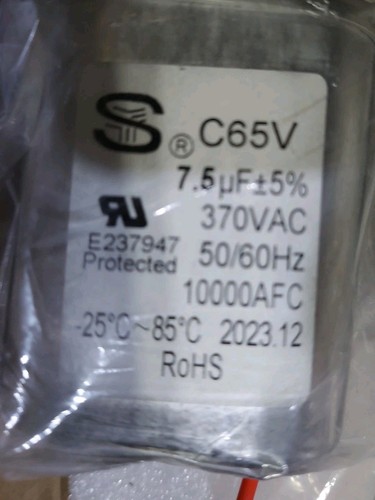 S ® C65V
7.5µF±5%
370VAC
E237947 50/60Hz
Protected
10000AFC
-25°C~85°C 2023.12
RoHS